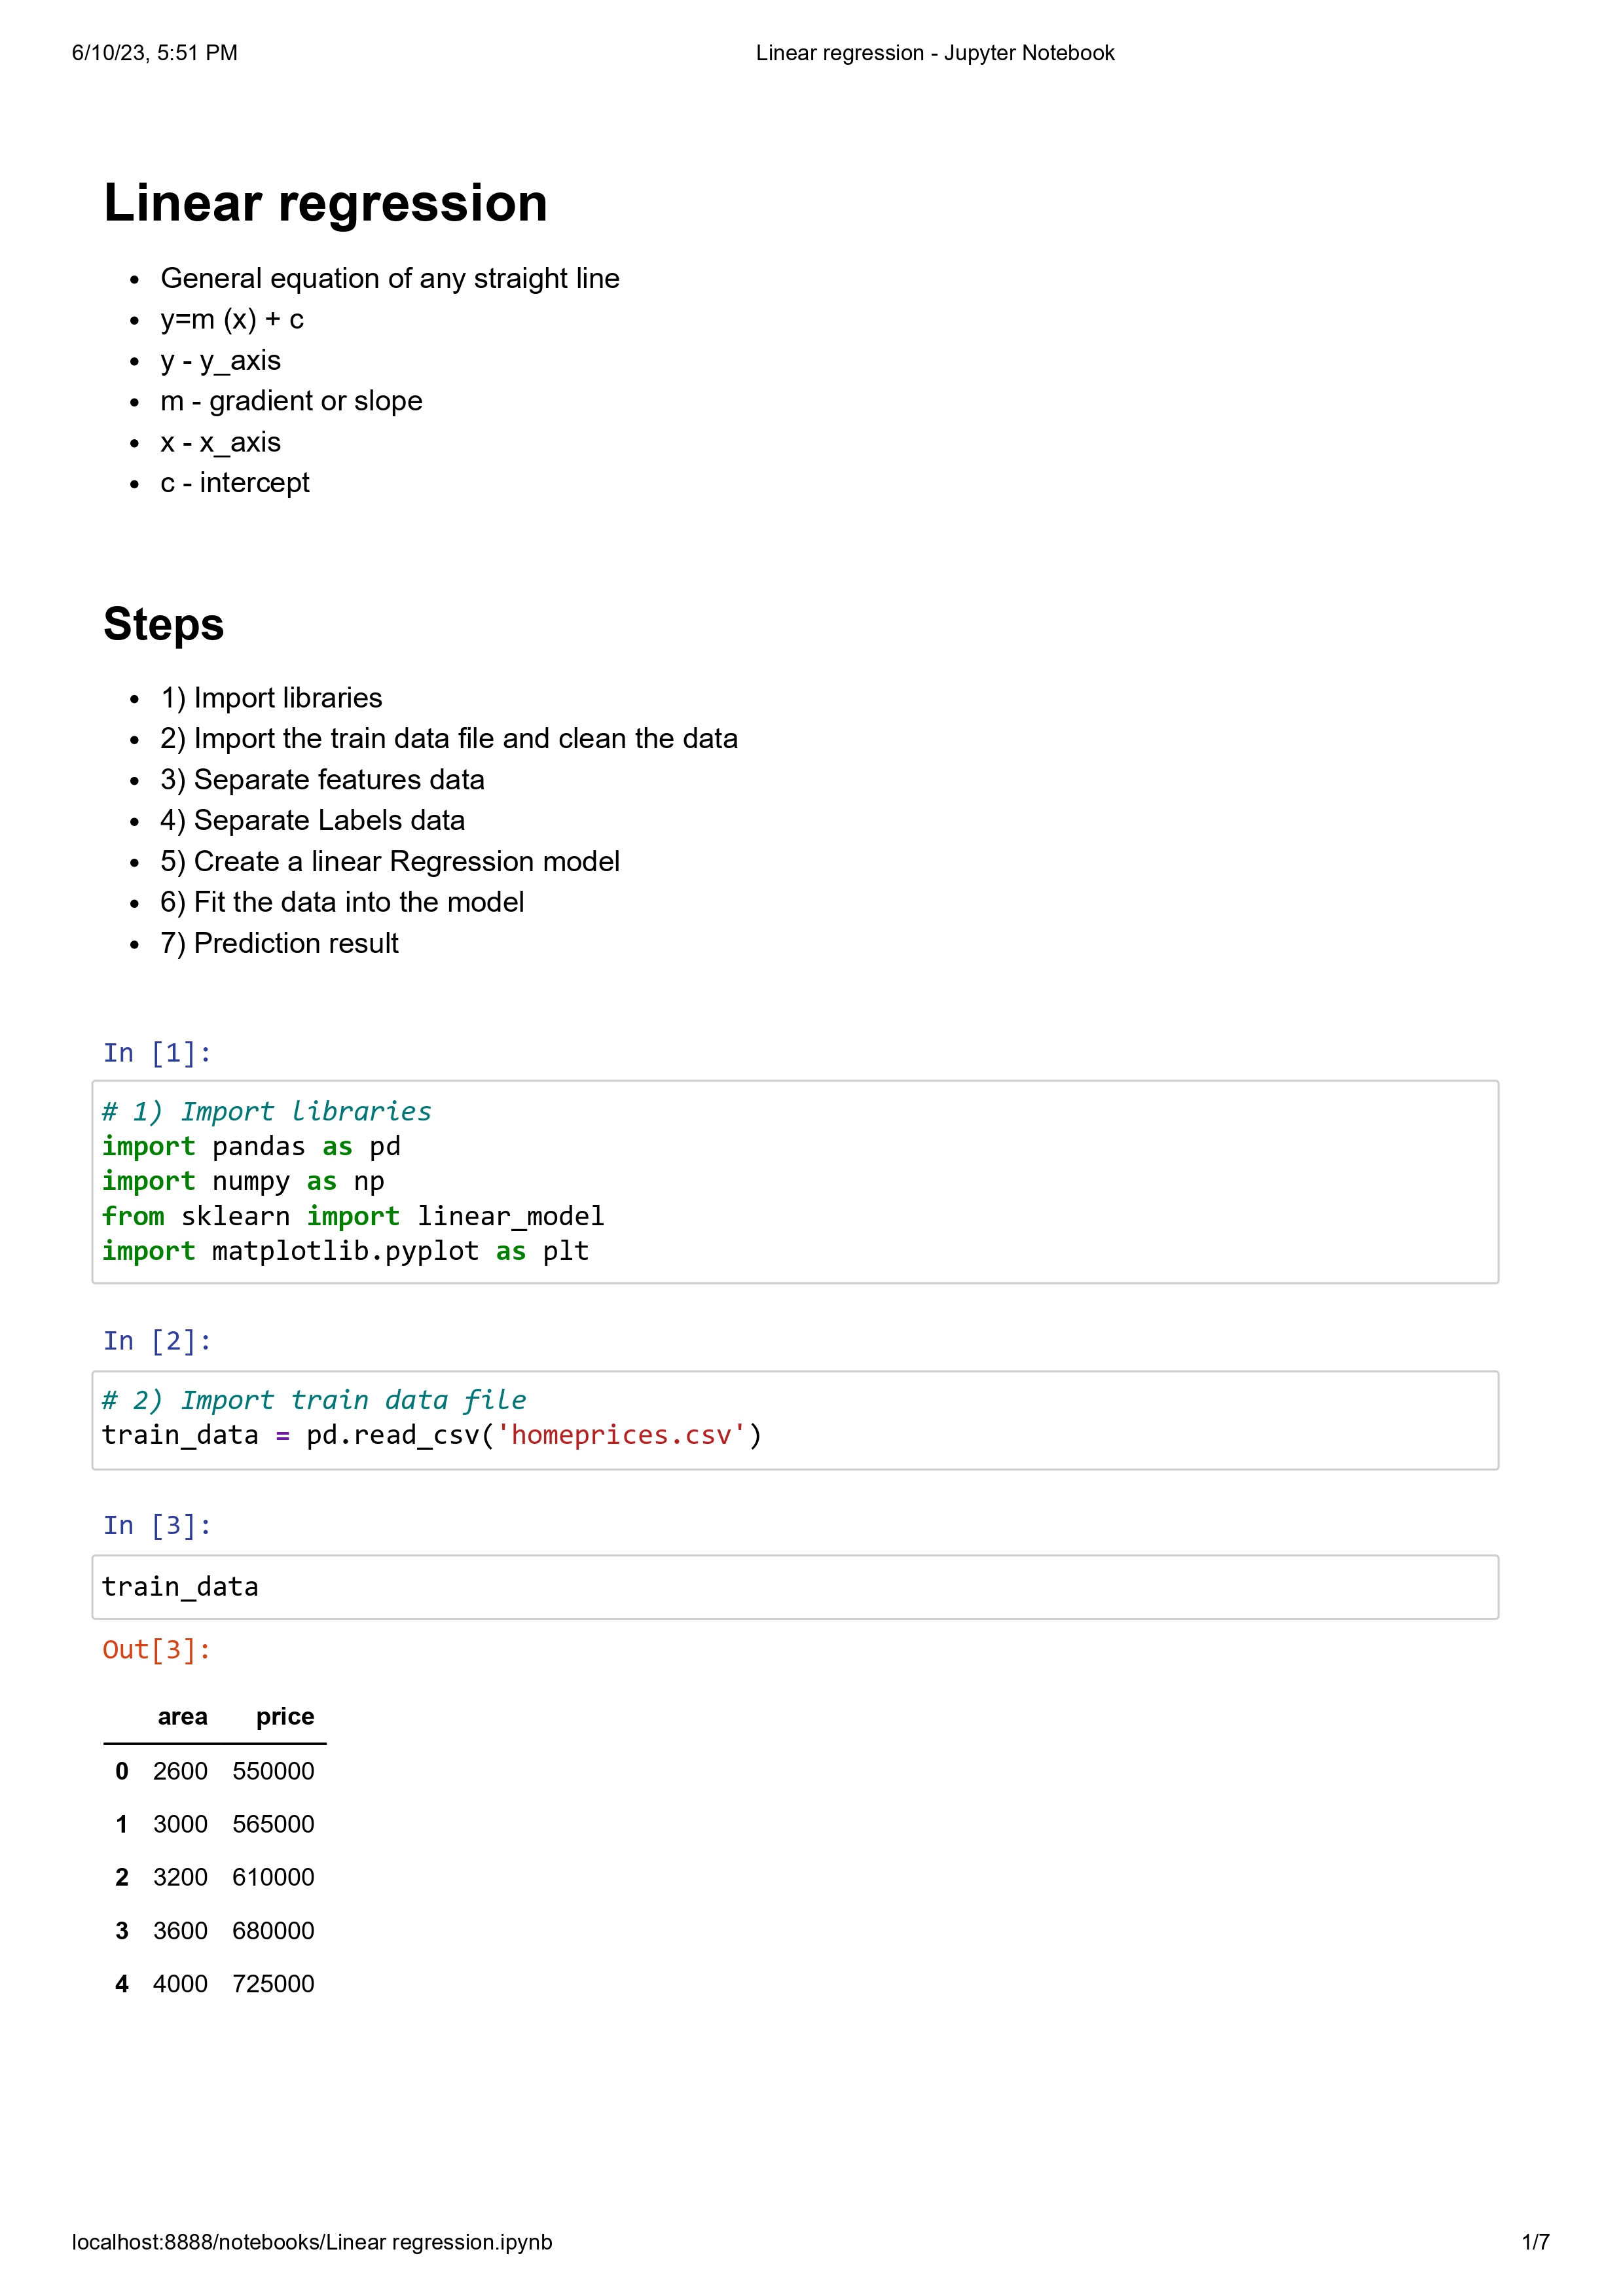 6/10/23, 5:51 PM Linear regression - Jupyter Notebook
Linear regression
• General equation of any straight line
• y=m (x) + c
• y - y_axis
• m - gradient or slope
• x - x_axis
• c - intercept
Steps
• 1) Import libraries
• 2) Import the train data file and clean the data
• 3) Separate features data
• 4) Separate Labels data
• 5) Create a linear Regression model
• 6) Fit the data into the model
• 7) Prediction result
In [1]:
# 1) Import libraries
import pandas as pd
import numpy as np
from sklearn import linear_model
import matplotlib.pyplot as plt
In [2]:
# 2) Import train data file
train_data = pd.read_csv('homeprices.csv')
In [3]:
train_data
Out[3]:
area price
0 2600 550000
1 3000 565000
2 3200 610000
3 3600 680000
4 4000 725000
localhost:8888/notebooks/Linear regression.ipynb 1/7